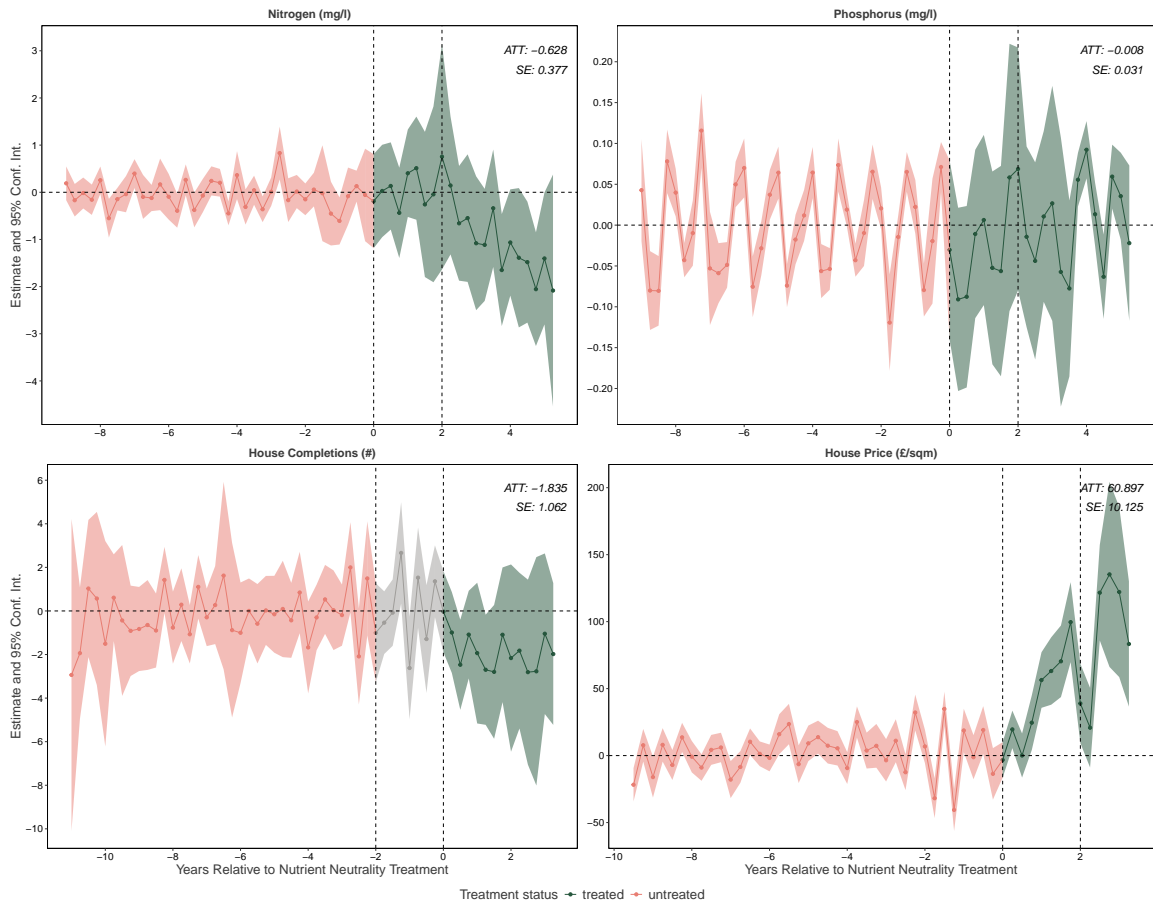 Nitrogen (mg/l)
Phosphorus (mg/l)
ATT: −0.628
SE: 0.377
ATT: −0.008
SE: 0.031
3
2
1
0
−1
−2
−3
−4
0.20
0.15
0.10
0.05
0.00
−0.05
−0.10
−0.15
−0.20
Estimate and 95% Conf. Int.
−8 −6 −4 −2 0 2 4
−8 −6 −4 −2 0 2 4
House Completions (#)
House Price (£/sqm)
ATT: −1.835
SE: 1.062
ATT: 60.897
SE: 10.125
6
4
2
0
−2
−4
−6
−8
−10
200
150
100
50
0
−50
Estimate and 95% Conf. Int.
−10 −8 −6 −4 −2 0 2
−10 −8 −6 −4 −2 0 2
Years Relative to Nutrient Neutrality Treatment
Years Relative to Nutrient Neutrality Treatment
Treatment status treated untreated